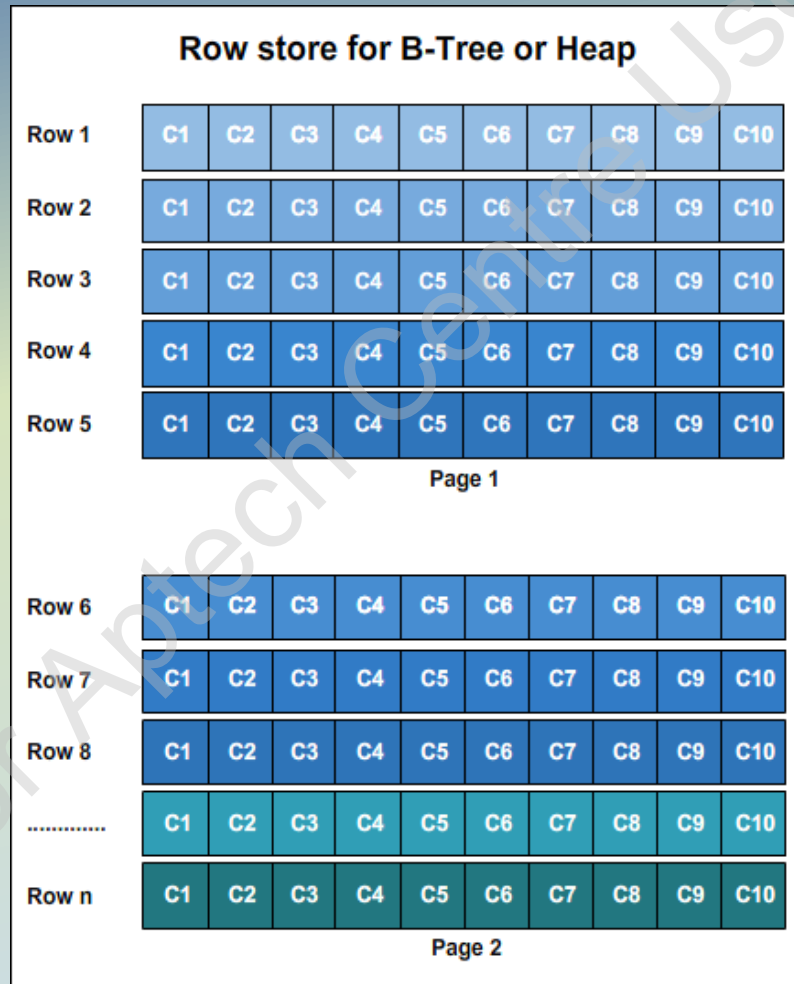 Row store for B-Tree or Heap
Row 1 C1 C2 C3 C4 C5 C6 C7 C8 C9 C10
Row 2 C1 C2 C3 C4 C5 C6 C7 C8 C9 C10
Row 3 C1 C2 C3 C4 C5 C6 C7 C8 C9 C10
Row 4 C1 C2 C3 C4 C5 C6 C7 C8 C9 C10
Row 5 C1 C2 C3 C4 C5 C6 C7 C8 C9 C10
Page 1
Row 6 C1 C2 C3 C4 C5 C6 C7 C8 C9 C10
Row 7 C1 C2 C3 C4 C5 C6 C7 C8 C9 C10
Row 8 C1 C2 C3 C4 C5 C6 C7 C8 C9 C10
............. C1 C2 C3 C4 C5 C6 C7 C8 C9 C10
Row n C1 C2 C3 C4 C5 C6 C7 C8 C9 C10
Page 2
Aptech Centre